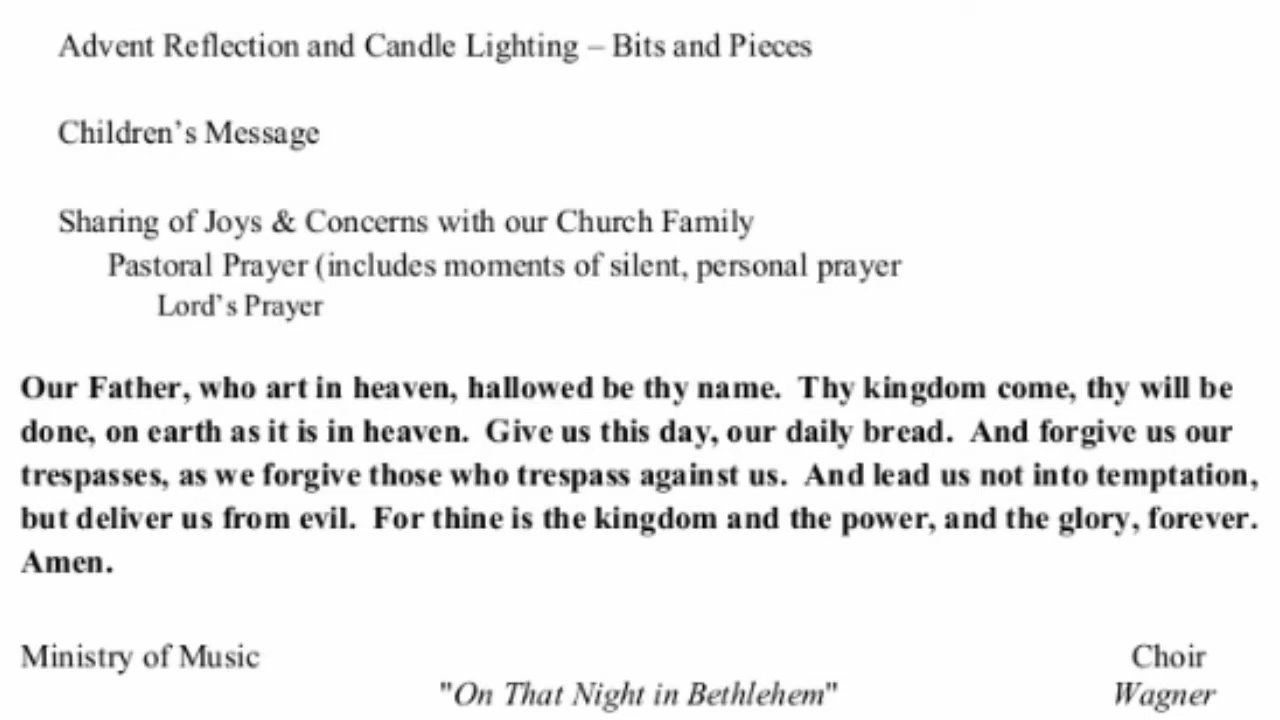 Advent Reflection and Candle Lighting – Bits and Pieces
Children's Message
Sharing of Joys & Concerns with our Church Family
Pastoral Prayer (includes moments of silent, personal prayer
Lord's Prayer
Our Father, who art in heaven, hallowed be thy name.  Thy kingdom come, thy will be
done, on earth as it is in heaven.  Give us this day, our daily bread.  And forgive us our
trespasses, as we forgive those who trespass against us.  And lead us not into temptation,
but deliver us from evil.  For thine is the kingdom and the power, and the glory, forever.
Amen.
Ministry of Music Choir
"On That Night in Bethlehem" Wagner